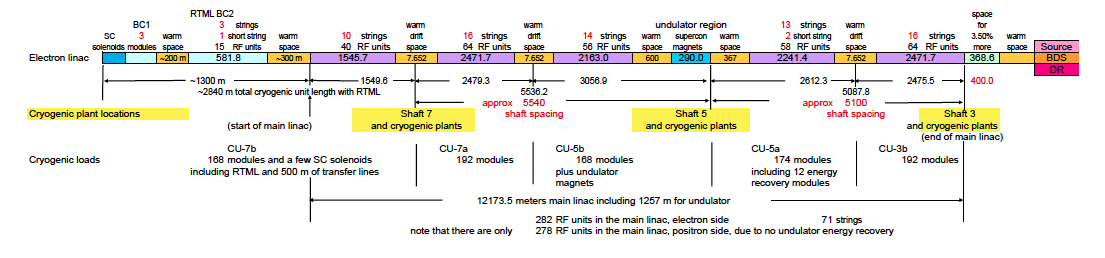 RTML BC2
space
BC1
3 strings
warm
warm
undulator region
13 strings
warm
for
SC
3
warm
1 short string
warm
10 strings
drift
16 strings
drift
14 strings
warm
supercon
warm
2 short string
drift
16 strings
3.50%
warm
solenoids
modules
space
15 RF units
space
40 RF units
space
64 RF units
space
56 RF units
space
magnets
space
58 RF units
space
64 RF units
more
space
Source
Electron linac
~200 m
581.8
~300 m
1545.7
7.652
2471.7
7.652
2163.0
600
290.0
367
2241.4
7.652
2471.7
368.6
BDS
DR
~1300 m
1549.6
2479.3
3056.9
2612.3
2475.5
400.0
~2840 m total cryogenic unit length with RTML
5536.2
5087.8
approx 5540
approx 5100
Cryogenic plant locations
Shaft 7
shaft spacing
Shaft 5
shaft spacing
Shaft 3
(start of main linac)
and cryogenic plants
and cryogenic plants
and cryogenic plants
(end of main linac)
CU-7b
CU-7a
CU-5b
CU-5a
CU-3b
Cryogenic loads
168 modules and a few SC solenoids
192 modules
168 modules
174 modules
192 modules
including RTML and 500 m of transfer lines
plus undulator
including 12 energy
magnets
recovery modules
12173.5 meters main linac including 1257 m for undulator
282 RF units in the main linac, electron side
71 strings
note that there are only
278 RF units in the main linac, positron side, due to no undulator energy recovery